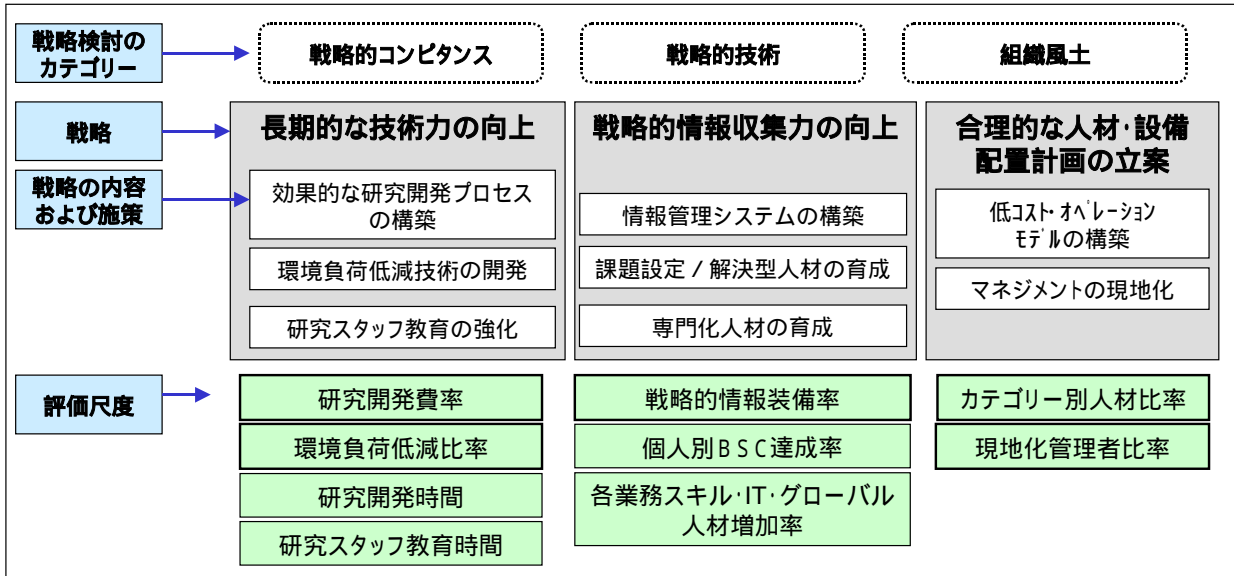 戦略検討の
カテゴリー
戦略的コンピタンス
戦略的技術
組織風土
戦略
長期的な技術力の向上
戦略的情報収集力の向上
合理的な人材･設備
配置計画の立案
戦略の内容
および施策
効果的な研究開発プロセス
の構築
環境負荷低減技術の開発
研究スタッフ教育の強化
情報管理システムの構築
課題設定／解決型人材の育成
専門化人材の育成
低ｺｽﾄ･ｵﾍﾟﾚｰｼｮﾝ
ﾓﾃﾞﾙの構築
マネジメントの現地化
評価尺度
研究開発費率
環境負荷低減比率
研究開発時間
研究スタッフ教育時間
戦略的情報装備率
個人別ＢＳＣ達成率
各業務スキル･IT･グローバル
人材増加率
カテゴリー別人材比率
現地化管理者比率